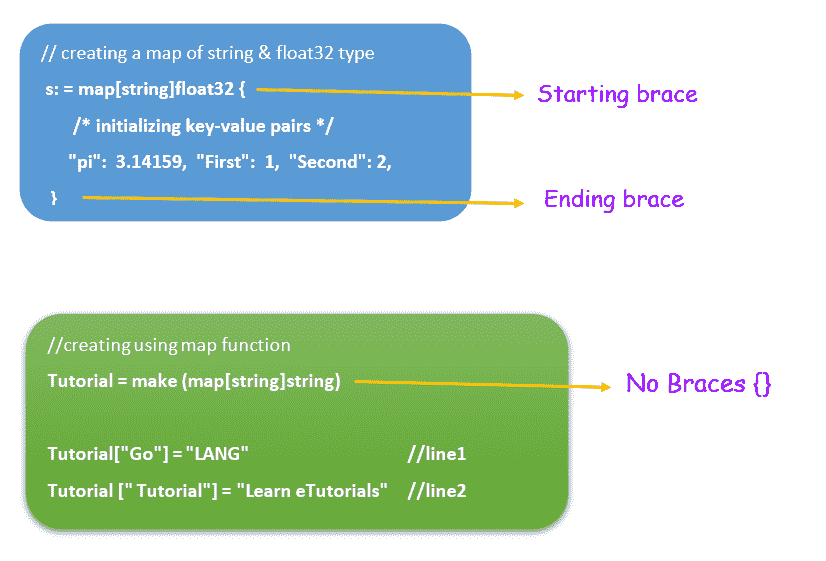 // creating a map of string & float32 type
s: = map[string]float32 {
Starting brace
/* initializing key-value pairs */
"pi": 3.14159, "First": 1, "Second": 2,
}
Ending brace
//creating using map function
Tutorial = make (map[string]string)
No Braces {}
Tutorial["Go"] = "LANG" //line1
Tutorial [" Tutorial"] = "Learn eTutorials" //line2